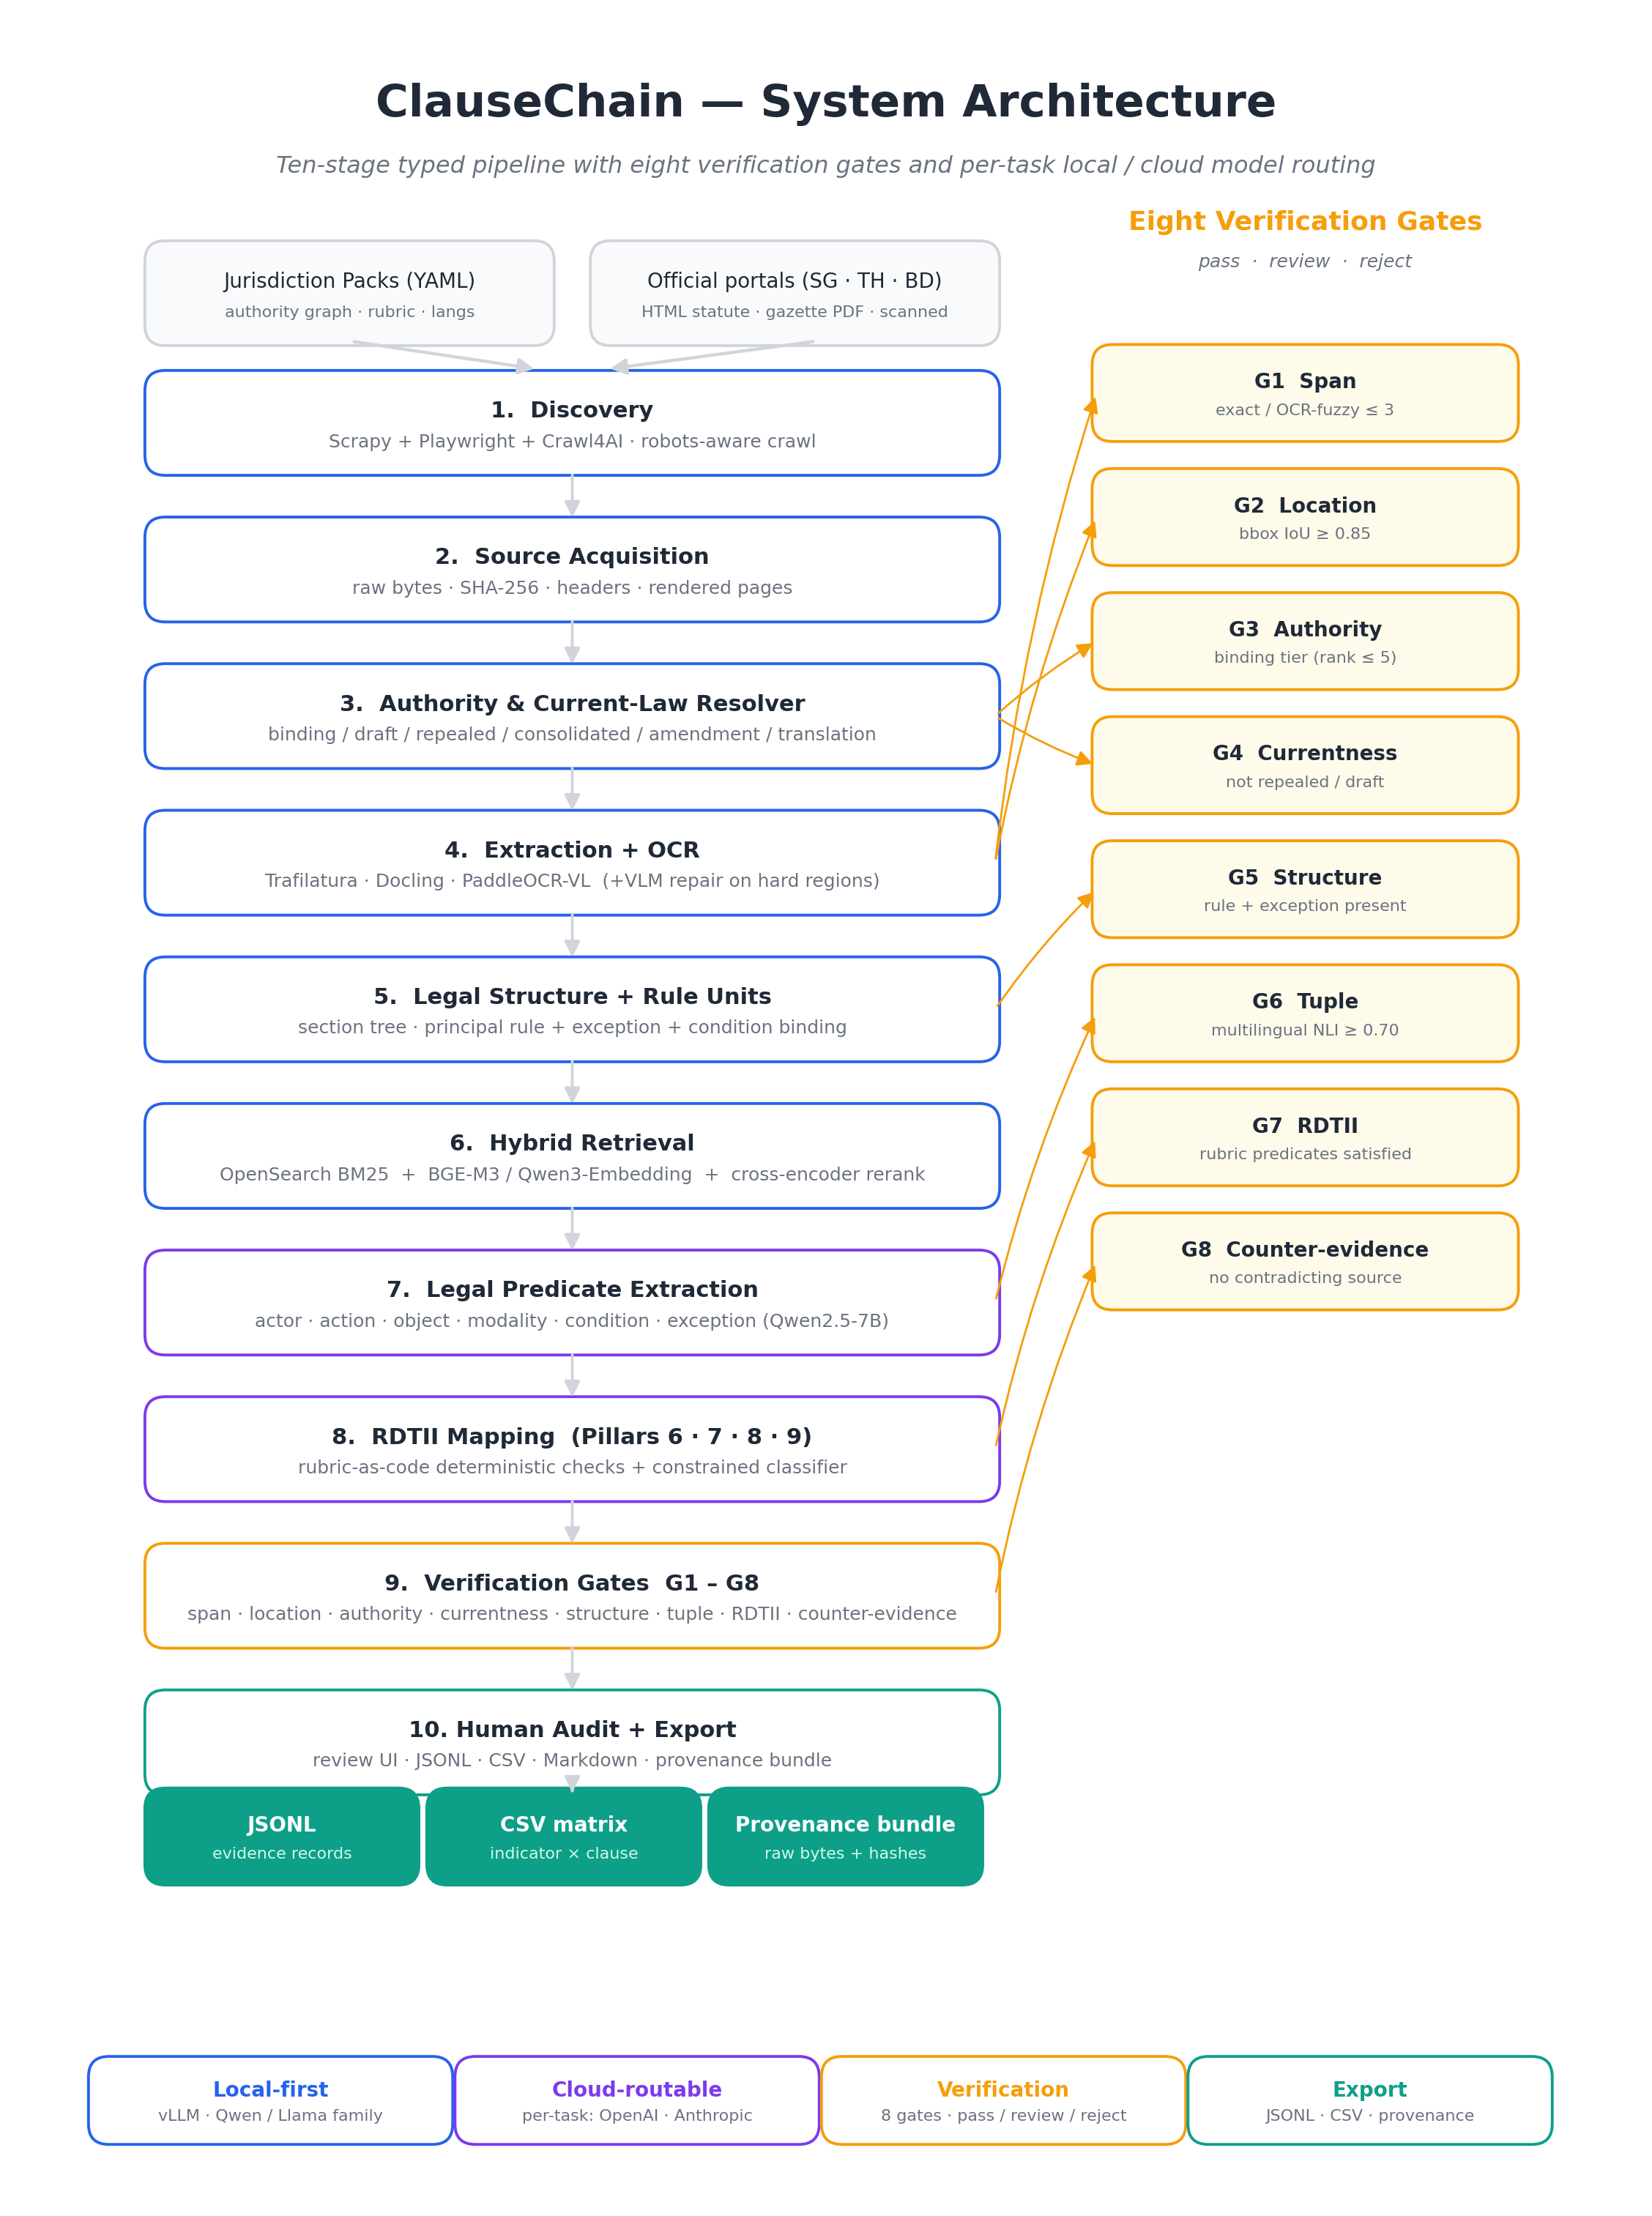 ClauseChain — System Architecture
Ten-stage typed pipeline with eight verification gates and per-task local / cloud model routing
Jurisdiction Packs (YAML)
authority graph · rubric · langs
Official portals (SG · TH · BD)
HTML statute · gazette PDF · scanned
1. Discovery
Scrapy + Playwright + Crawl4AI · robots-aware crawl
2. Source Acquisition
raw bytes · SHA-256 · headers · rendered pages
3. Authority & Current-Law Resolver
binding / draft / repealed / consolidated / amendment / translation
4. Extraction + OCR
Trafilatura · Docling · PaddleOCR-VL (+VLM repair on hard regions)
5. Legal Structure + Rule Units
section tree · principal rule + exception + condition binding
6. Hybrid Retrieval
OpenSearch BM25 + BGE-M3 / Qwen3-Embedding + cross-encoder rerank
7. Legal Predicate Extraction
actor · action · object · modality · condition · exception (Qwen2.5-7B)
8. RDTII Mapping (Pillars 6 · 7 · 8 · 9)
rubric-as-code deterministic checks + constrained classifier
9. Verification Gates G1 – G8
span · location · authority · currentness · structure · tuple · RDTII · counter-evidence
10. Human Audit + Export
review UI · JSONL · CSV · Markdown · provenance bundle
JSONL
evidence records
CSV matrix
indicator × clause
Provenance bundle
raw bytes + hashes
Eight Verification Gates
pass · review · reject
G1 Span
exact / OCR-fuzzy ≤ 3
G2 Location
bbox IoU ≥ 0.85
G3 Authority
binding tier (rank ≤ 5)
G4 Currentness
not repealed / draft
G5 Structure
rule + exception present
G6 Tuple
multilingual NLI ≥ 0.70
G7 RDTII
rubric predicates satisfied
G8 Counter-evidence
no contradicting source
Local-first
vLLM · Qwen / Llama family
Cloud-routable
per-task: OpenAI · Anthropic
Verification
8 gates · pass / review / reject
Export
JSONL · CSV · provenance